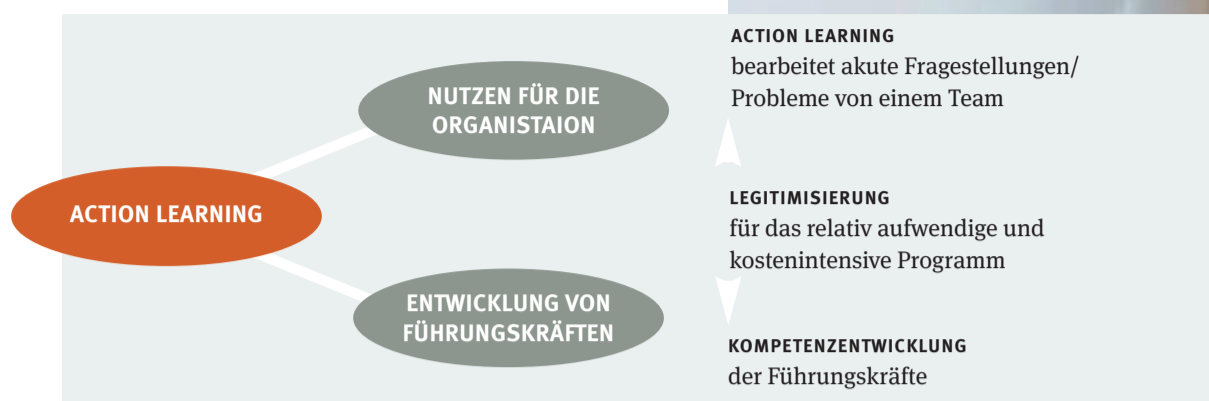 ACTION LEARNING
NUTZEN FÜR DIE
ORGANISTAION
ENTWICKLUNG VON
FÜHRUNGSKRÄFTEN
ACTION LEARNING
bearbeitet akute Fragestellungen/
Probleme von einem Team
LEGITIMISIERUNG
für das relativ aufwendige und
kostenintensive Programm
KOMPETENZENTWICKLUNG
der Führungskräfte